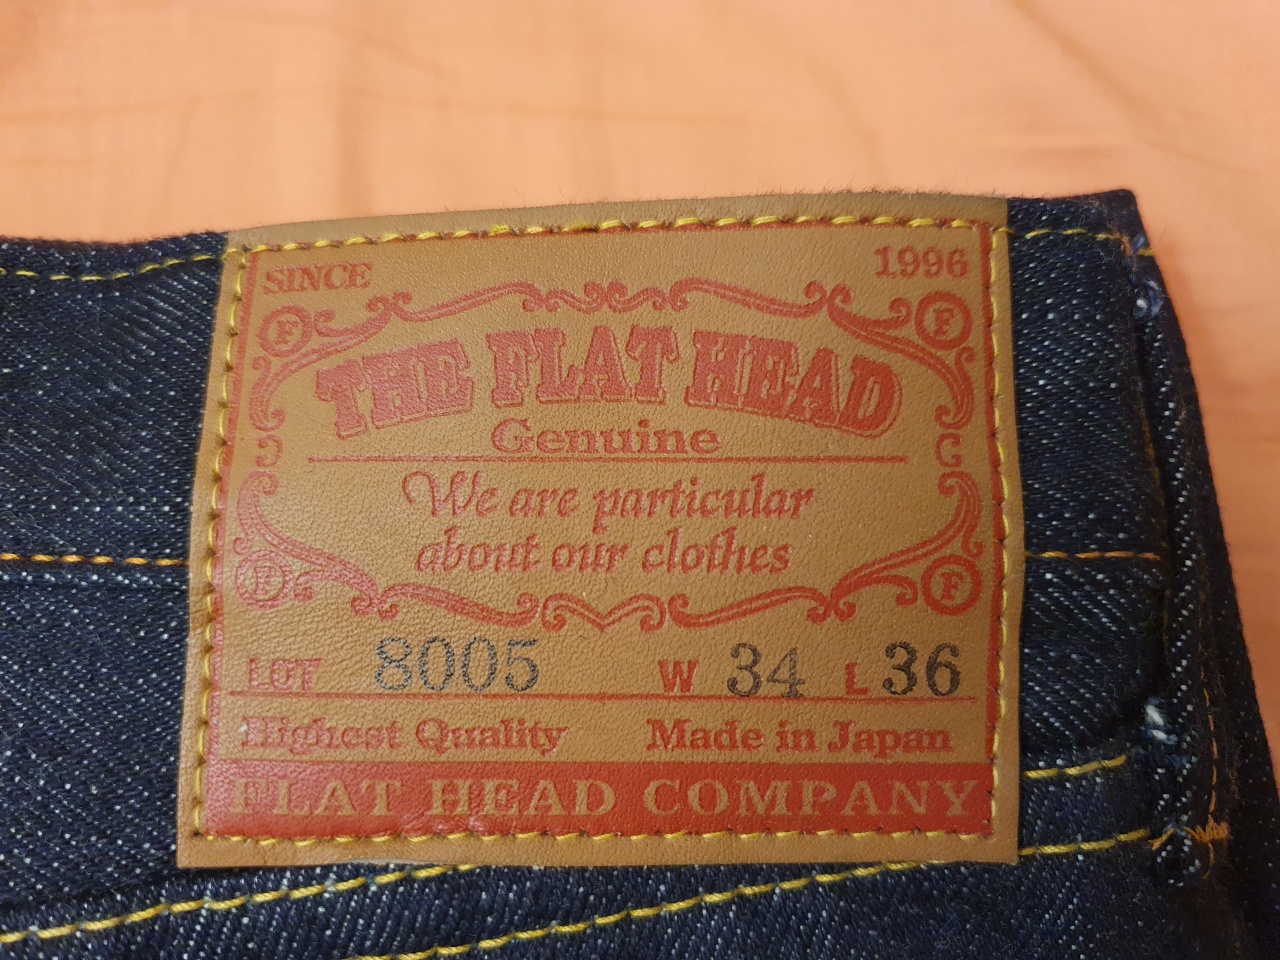 SINCE 1996
F F
THE FLAT HEAD
Genuine
We are particular
about our clothes
F F
LOT 8005 W 34 L 36
Highest Quality Made in Japan
FLAT HEAD COMPANY